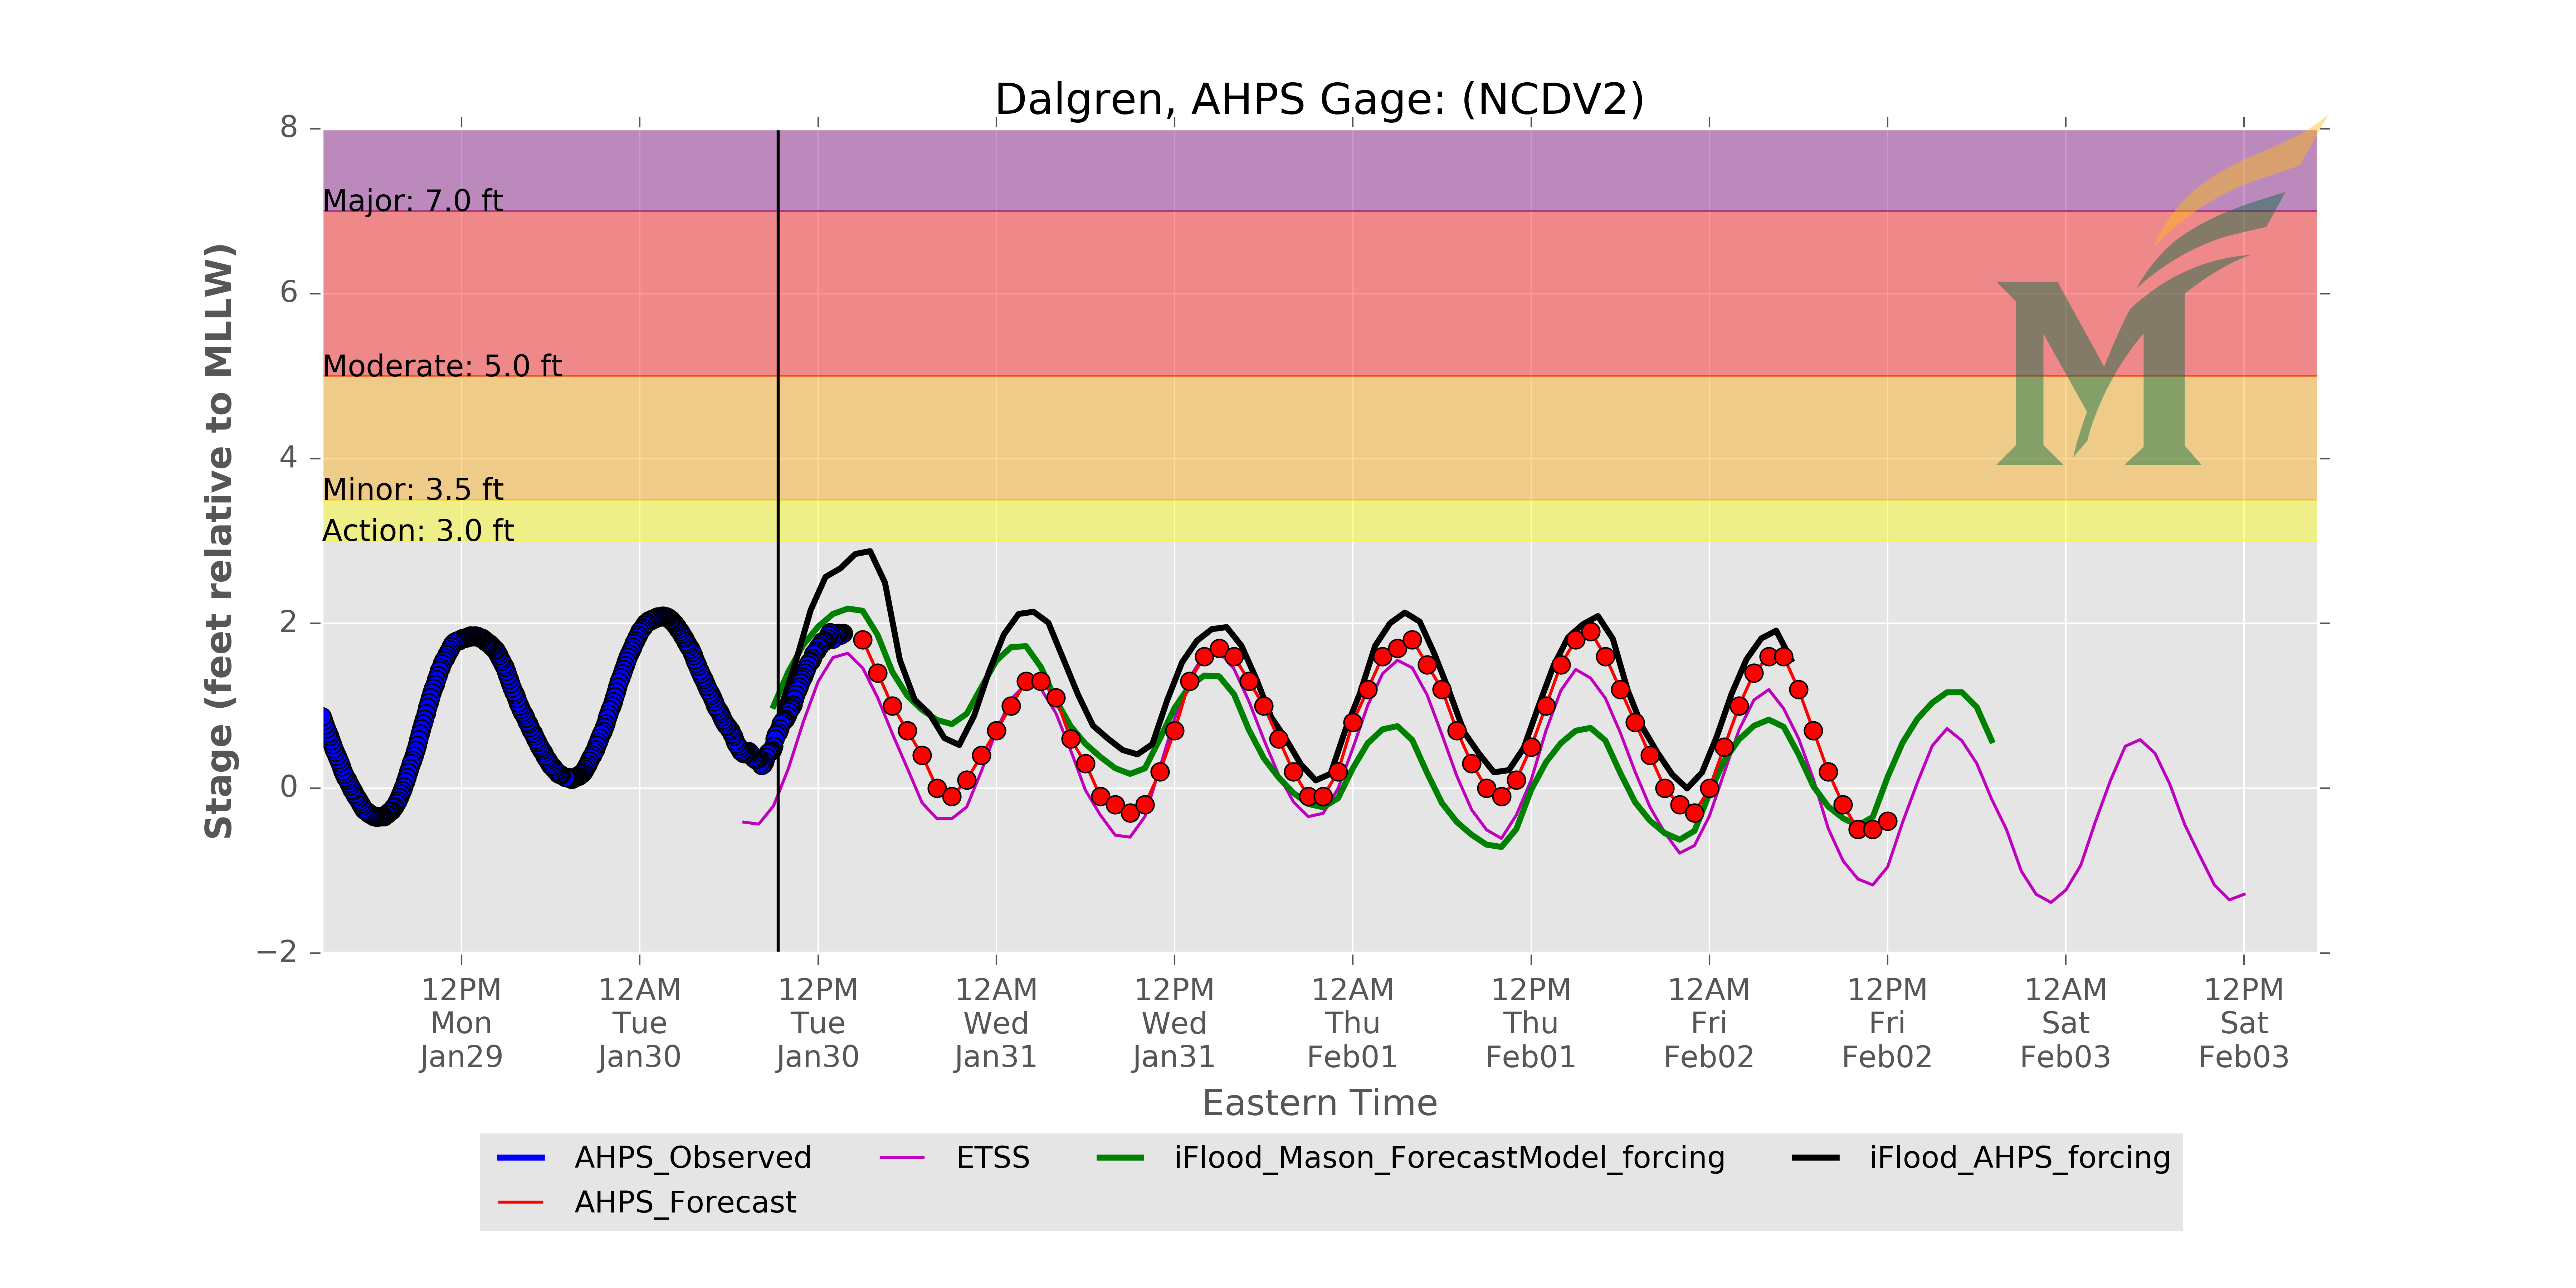 Dalgren, AHPS Gage: (NCDV2)
Stage (feet relative to MLLW)
8
6
4
2
0
−2
Major: 7.0 ft
Moderate: 5.0 ft
Minor: 3.5 ft
Action: 3.0 ft
M
12PM 12AM 12PM 12AM 12PM 12AM 12PM 12AM 12PM 12AM 12PM
Mon Tue Tue Wed Wed Thu Thu Fri Fri Sat Sat
Jan29 Jan30 Jan30 Jan31 Jan31 Feb01 Feb01 Feb02 Feb02 Feb03 Feb03
Eastern Time
AHPS_Observed ETSS iFlood_Mason_ForecastModel_forcing iFlood_AHPS_forcing
AHPS_Forecast